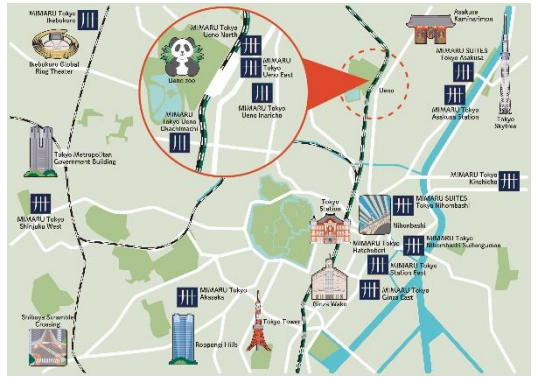 MIMARU Tokyo
Ikebukuro
Ikebukuro Global
Ring Theater
MIMARU Tokyo
Ueno North
MIMARU
Tokyo
Ueno East
Ueno Zoo
MIMARU Tokyo
Ueno Inaricho
MIMARU
Tokyo Ueno
Okachimachi
Ueno
Asakusa
Kaminarimon
MIMARU SUITES
Tokyo Asakusa
MIMARU Tokyo
Asakusa Station
Tokyo
Skytree
Tokyo Metropolitan
Government Building
MIMARU Tokyo
Kinshicho
MIMARU Tokyo
Shinjuku West
Tokyo
Station
MIMARU SUITES
Tokyo Nihombashi
Nihonbashi
MIMARU Tokyo
Hatchobori
MIMARU Tokyo
Nihombashi Suitengumae
MIMARU Tokyo
Station East
MIMARU Tokyo
Ginza East
Ginza Wako
MIMARU Tokyo
Akasaka
Shibuya Scramble
Crossing
Roppongi Hills
Tokyo Tower